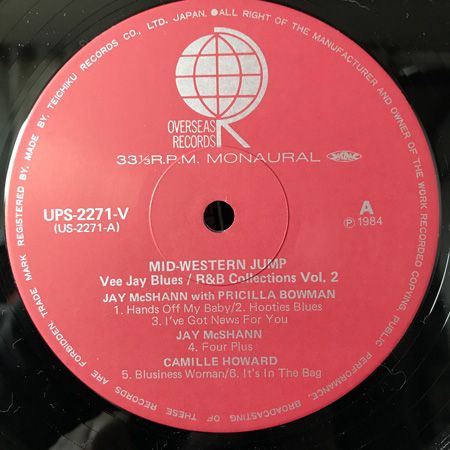 TRADE MARK REGISTERED BY, MADE BY, TEICHIKU RECORDS CO., LTD. JAPAN. ●ALL RIGHT OF THE MANUFACTURER AND OWNER OF THE WORK RECORDED COPYING, PUBLIC PERFORMANCE, BROADCASTING OF THESE RECORDS ARE FORBIDDEN
OVERSEAS
RECORDS
33⅓R.P.M. MONAURAL
UPS-2271-V
(US-2271-A)
A
Ⓟ1984
MID-WESTERN JUMP
Vee Jay Blues / R&B Collections Vol. 2
JAY McSHANN with PRICILLA BOWMAN
1. Hands Off My Baby/2. Hooties Blues
3. I've Got News For You
JAY McSHANN
4. Four Plus
CAMILLE HOWARD
5. Blusiness Woman/6. It's In The Bag